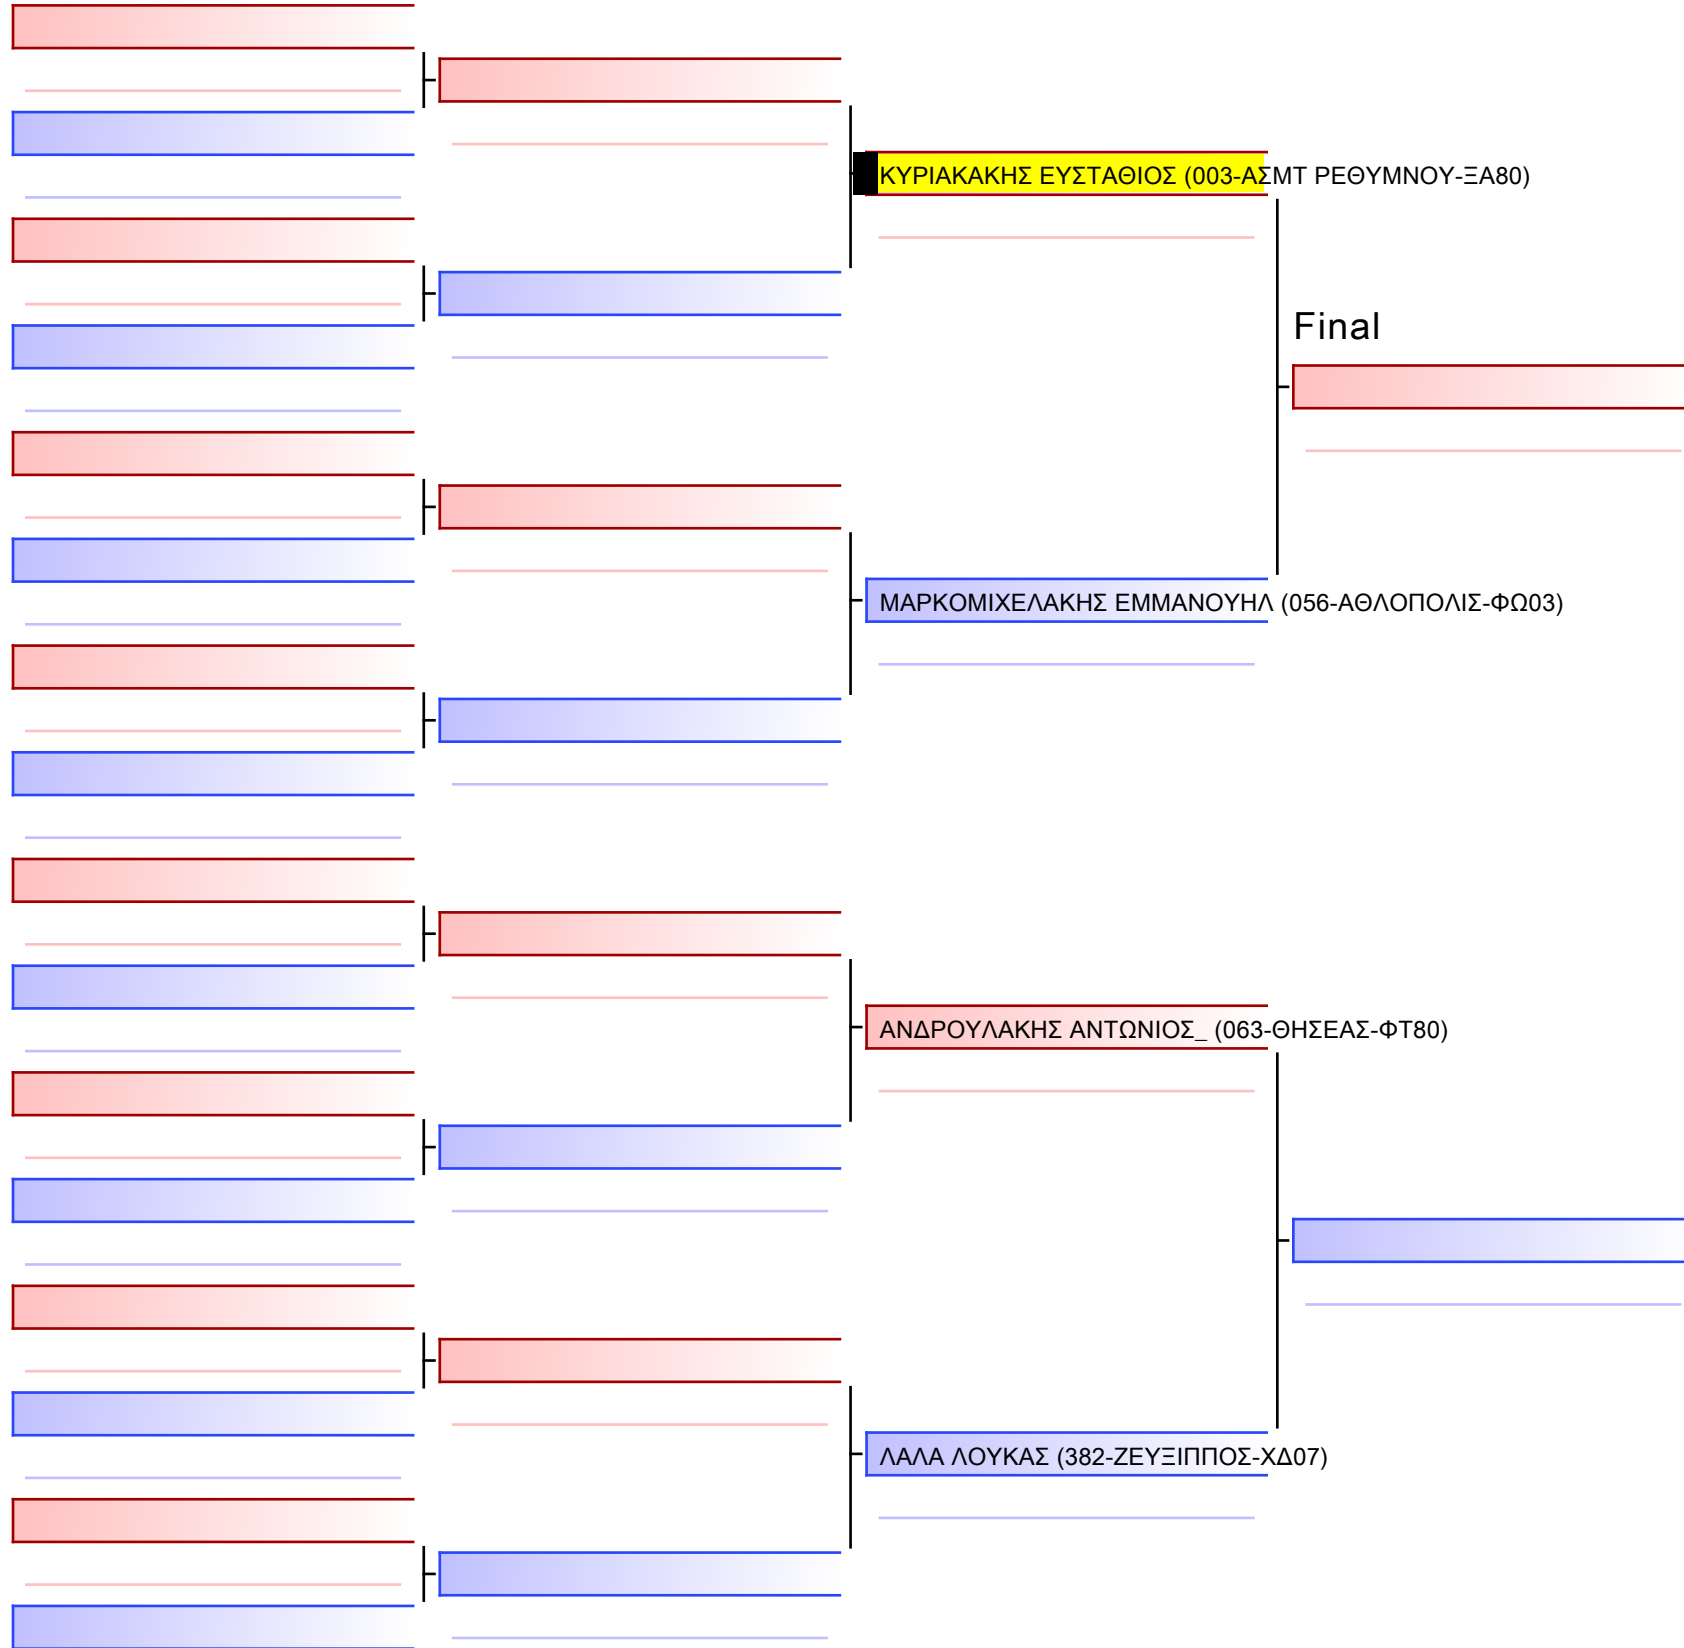 ΚΥΡΙΑΚΑΚΗΣ ΕΥΣΤΑΘΙΟΣ (003-ΑΣΜΤ ΡΕΘΥΜΝΟΥ-ΞΑ80)
Final
ΜΑΡΚΟΜΙΧΕΛΑΚΗΣ ΕΜΜΑΝΟΥΗΛ (056-ΑΘΛΟΠΟΛΙΣ-ΦΩ03)
ΑΝΔΡΟΥΛΑΚΗΣ ΑΝΤΩΝΙΟΣ_ (063-ΘΗΣΕΑΣ-ΦΤ80)
ΛΑΛΑ ΛΟΥΚΑΣ (382-ΖΕΥΞΙΠΠΟΣ-ΧΔ07)